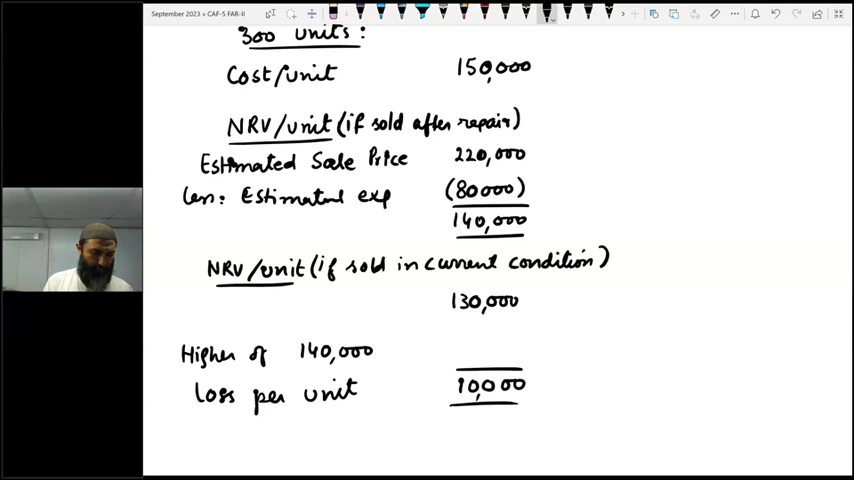 September 2023 » CAF-5 FAR-II
300 units:
Cost/unit 150,000
NRV/unit (if sold after repair)
Estimated Sale Price 220,000
Less: Estimated exp (80000)
140,000
NRV/unit (if sold in current condition)
130,000
Higher of 140,000
Loss per unit 10,000